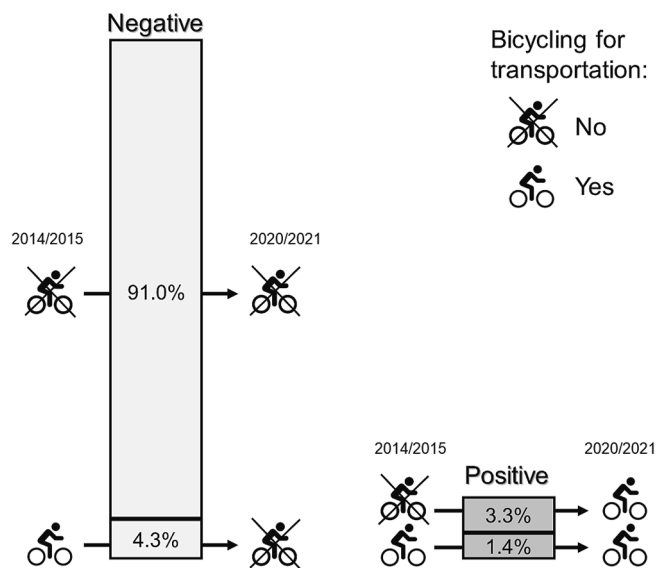 Negative
Bicycling for
transportation:
No
Yes
2014/2015
2020/2021
91.0%
4.3%
2014/2015
2020/2021
Positive
3.3%
1.4%